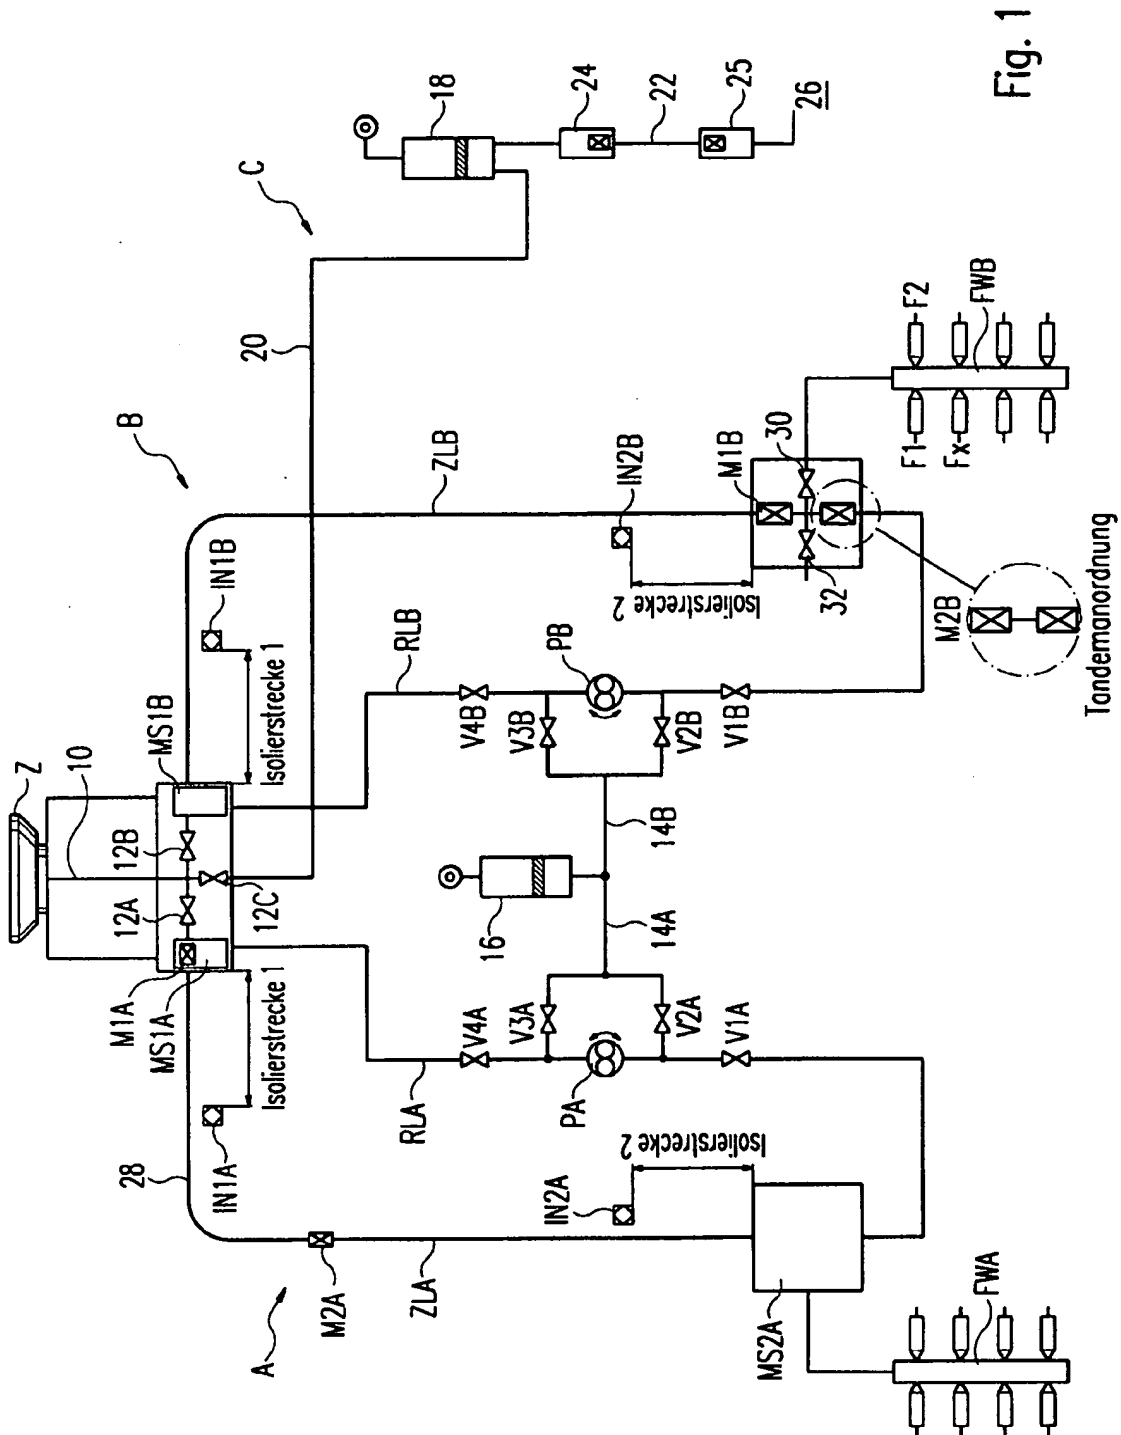 Fig. 1
Z
10
18
24
22
25
26
C
20
B
A
28
M1A
MS1A
12A
12B
12C
MS1B
IN1A
Isolierstrecke 1
Isolierstrecke 1
IN1B
M2A
ZLA
RLA
RLB
ZLB
V4A
V3A
PA
V2A
V1A
16
14A
14B
V4B
V3B
PB
V2B
V1B
IN2A
Isolierstrecke 2
IN2B
Isolierstrecke 2
M1B
30
32
MS2A
FWA
F1
F2
Fx
FWB
M2B
Tandemanordnung